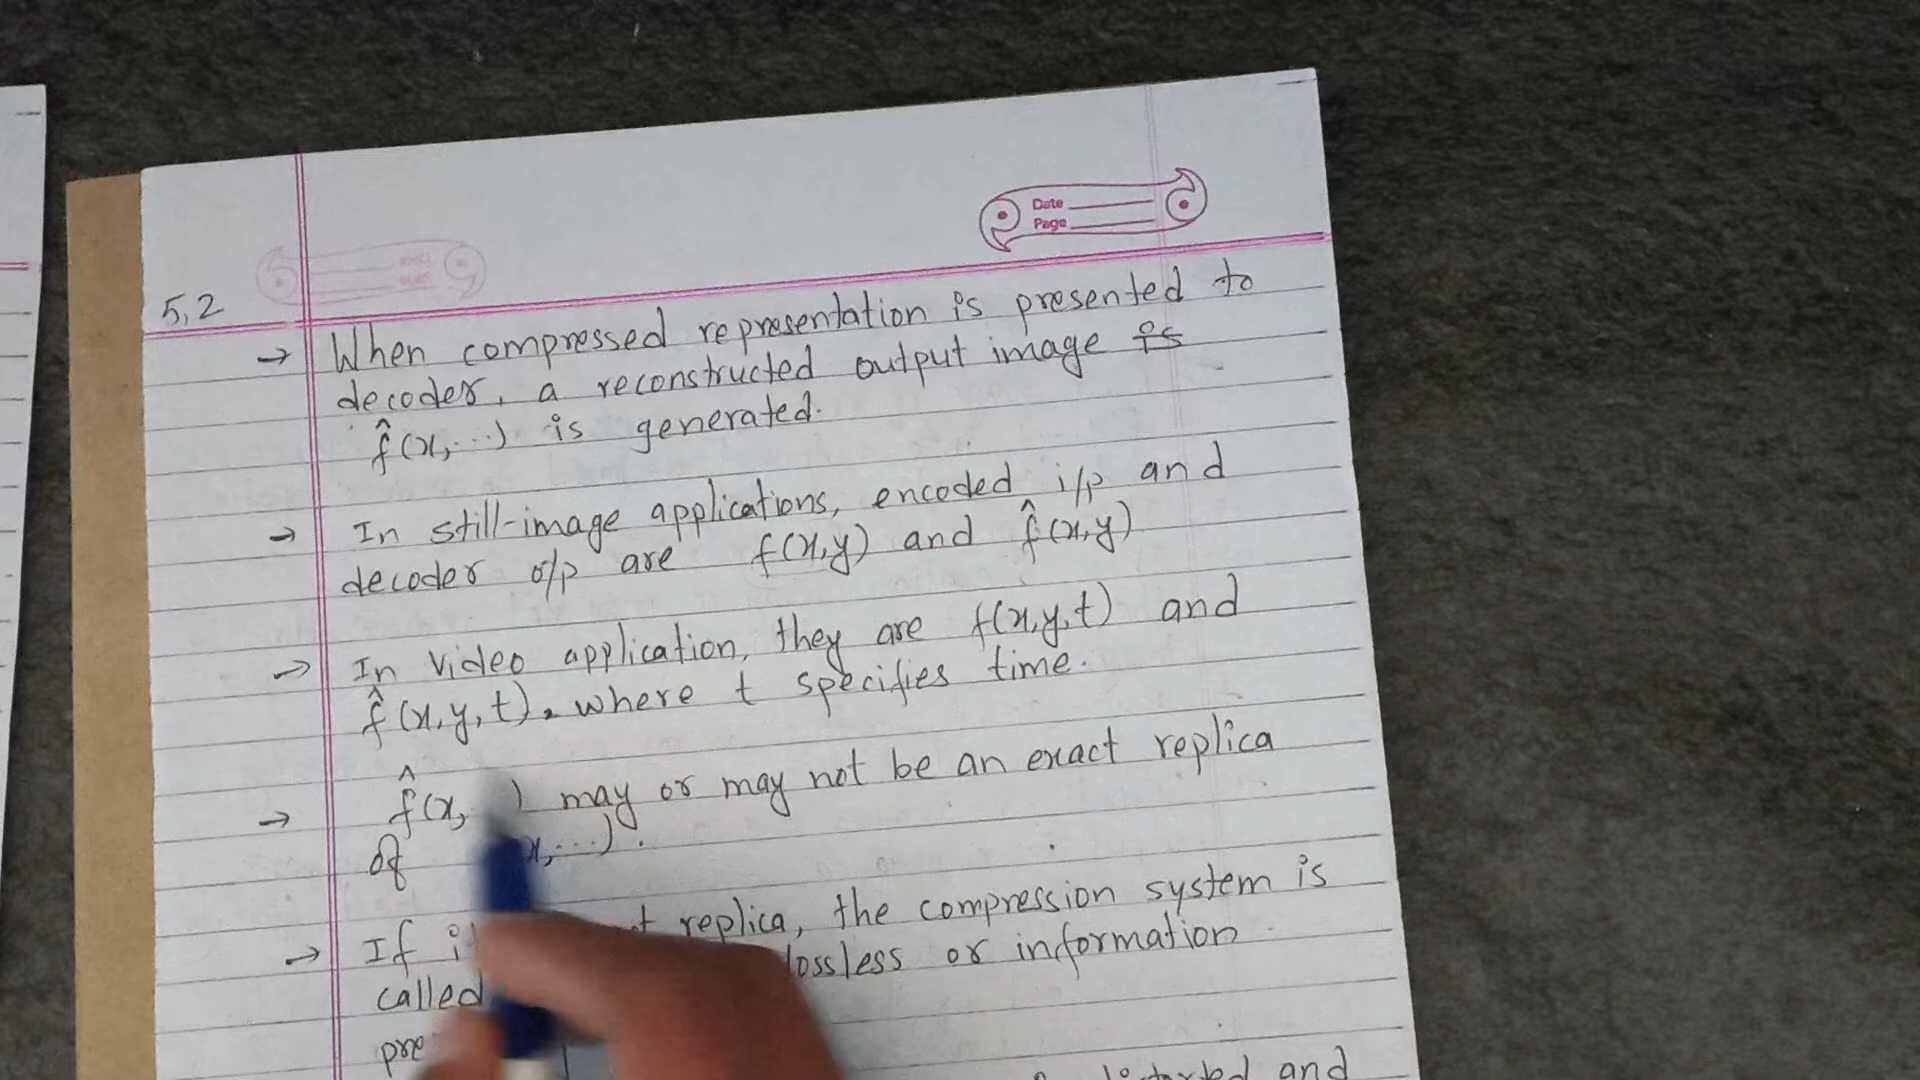 Date
Page
5,2
→ When compressed representation is presented to
decoder, a reconstructed output image is
f̂(x,...) is generated.
→ In still-image applications, encoded i/p and
decoder o/p are f(x,y) and f̂(x,y)
→ In video application, they are f(x,y,t) and
f̂(x,y,t), where t specifies time.
→ f̂(x, ) may or may not be an exact replica
of x,...).
→ If replica, the compression system is
called lossless or information
and